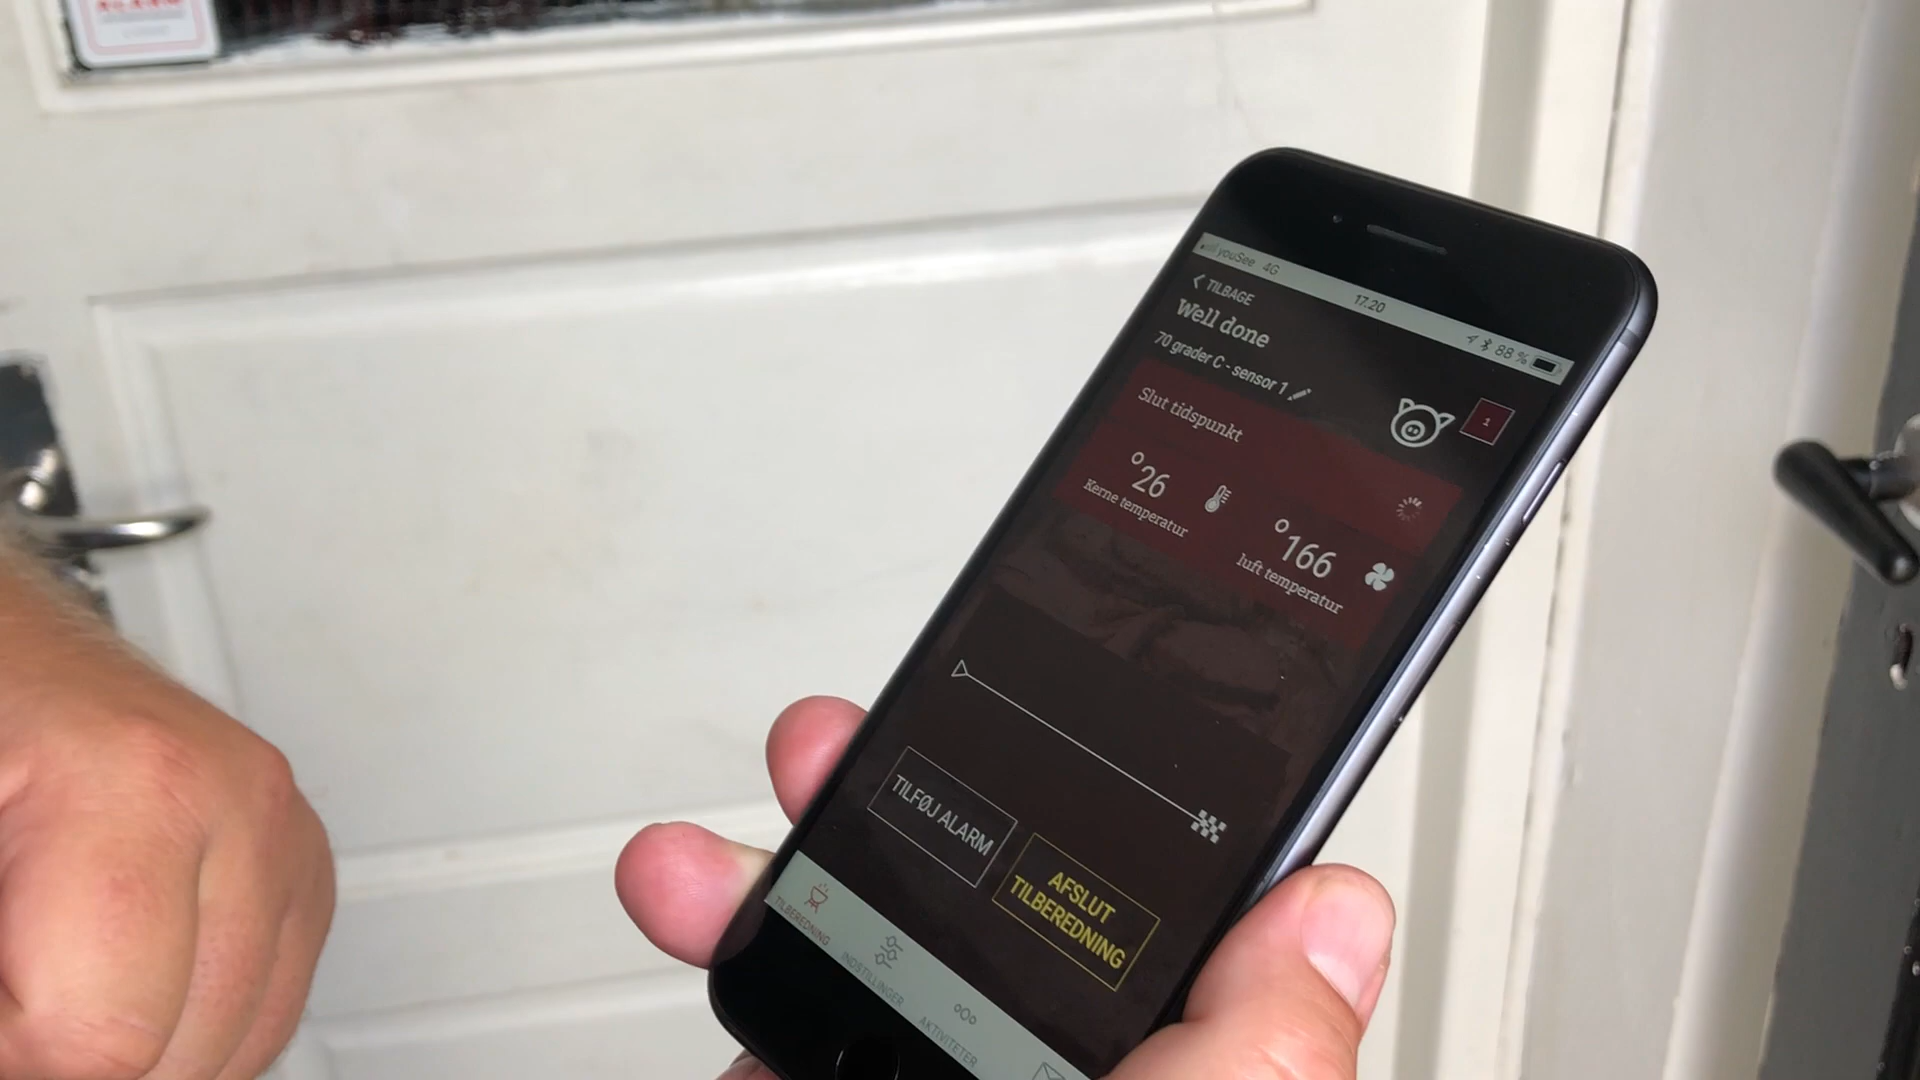 youSee 4G
17.20
88 %
TILBAGE
Well done
70 grader C - sensor 1
1
Slut tidspunkt
°26
Kerne temperatur
°166
luft temperatur
TILFØJ ALARM
AFSLUT
TILBEREDNING
TILBEREDNING
INDSTILLINGER
AKTIVITETER